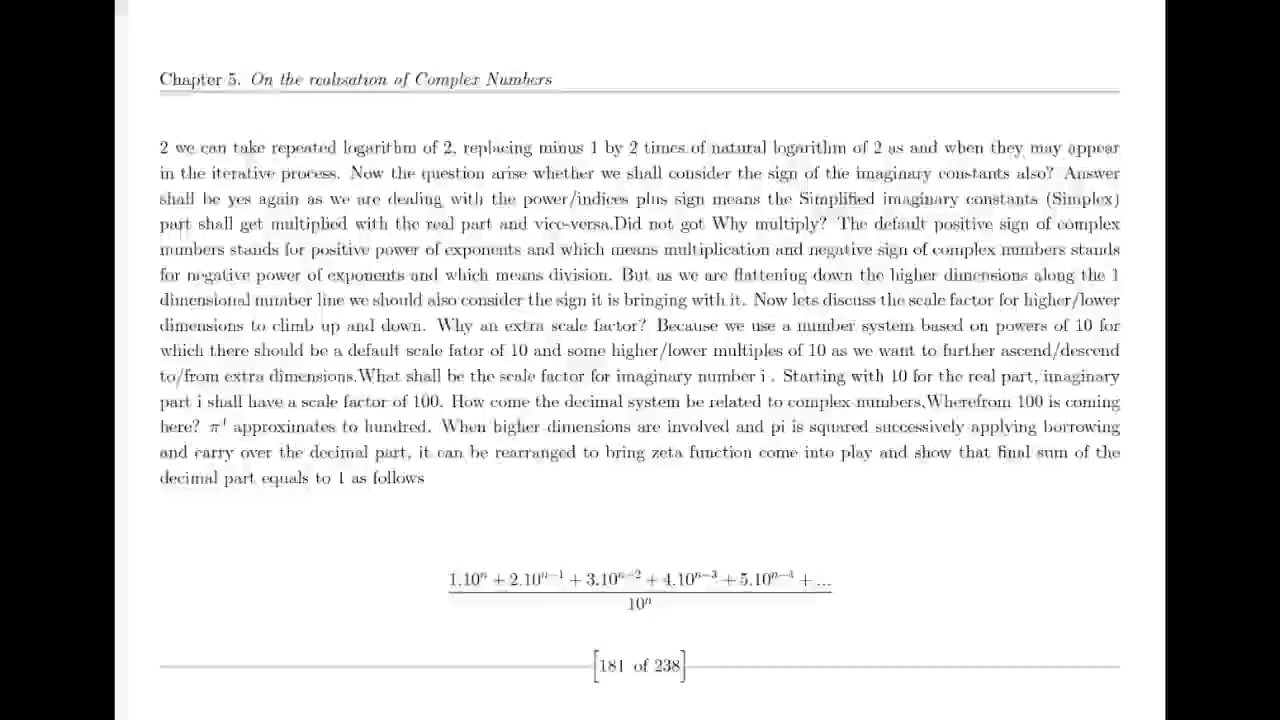 Chapter 5. On the realisation of Complex Numbers
2 we can take repeated logarithm of 2, replacing minus 1 by 2 times of natural logarithm of 2 as and when they may appear
in the iterative process. Now the question arise whether we shall consider the sign of the imaginary constants also? Answer
shall be yes again as we are dealing with the power/indices plus sign means the Simplified imaginary constants (Simplex)
part shall get multiplied with the real part and vice-versa.Did not got Why multiply? The default positive sign of complex
numbers stands for positive power of exponents and which means multiplication and negative sign of complex numbers stands
for negative power of exponents and which means division. But as we are flattening down the higher dimensions along the 1
dimensional number line we should also consider the sign it is bringing with it. Now lets discuss the scale factor for higher/lower
dimensions to climb up and down. Why an extra scale factor? Because we use a number system based on powers of 10 for
which there should be a default scale fator of 10 and some higher/lower multiples of 10 as we want to further ascend/descend
to/from extra dimensions.What shall be the scale factor for imaginary number i . Starting with 10 for the real part, imaginary
part i shall have a scale factor of 100. How come the decimal system be related to complex numbers,Wherefrom 100 is coming
here? π⁴ approximates to hundred. When higher dimensions are involved and pi is squared successively applying borrowing
and carry over the decimal part, it can be rearranged to bring zeta function come into play and show that final sum of the
decimal part equals to 1 as follows
1.10ⁿ + 2.10ⁿ⁻¹ + 3.10ⁿ⁻² + 4.10ⁿ⁻³ + 5.10ⁿ⁻⁴ + ...
10ⁿ
[181 of 238]